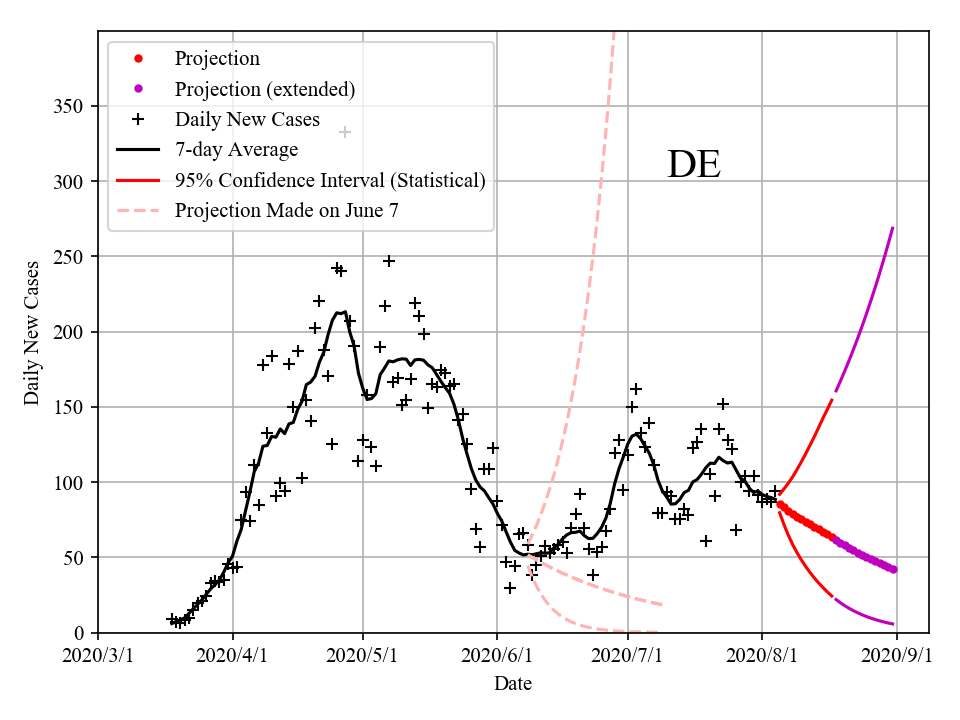 Projection
Projection (extended)
Daily New Cases
7-day Average
95% Confidence Interval (Statistical)
Projection Made on June 7
DE
350
300
250
200
150
100
50
0
Daily New Cases
2020/3/1 2020/4/1 2020/5/1 2020/6/1 2020/7/1 2020/8/1 2020/9/1
Date